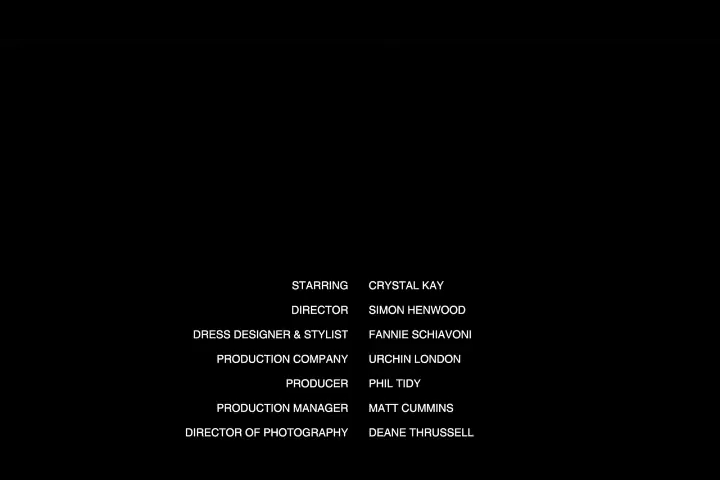 STARRING CRYSTAL KAY
DIRECTOR SIMON HENWOOD
DRESS DESIGNER & STYLIST FANNIE SCHIAVONI
PRODUCTION COMPANY URCHIN LONDON
PRODUCER PHIL TIDY
PRODUCTION MANAGER MATT CUMMINS
DIRECTOR OF PHOTOGRAPHY DEANE THRUSSELL